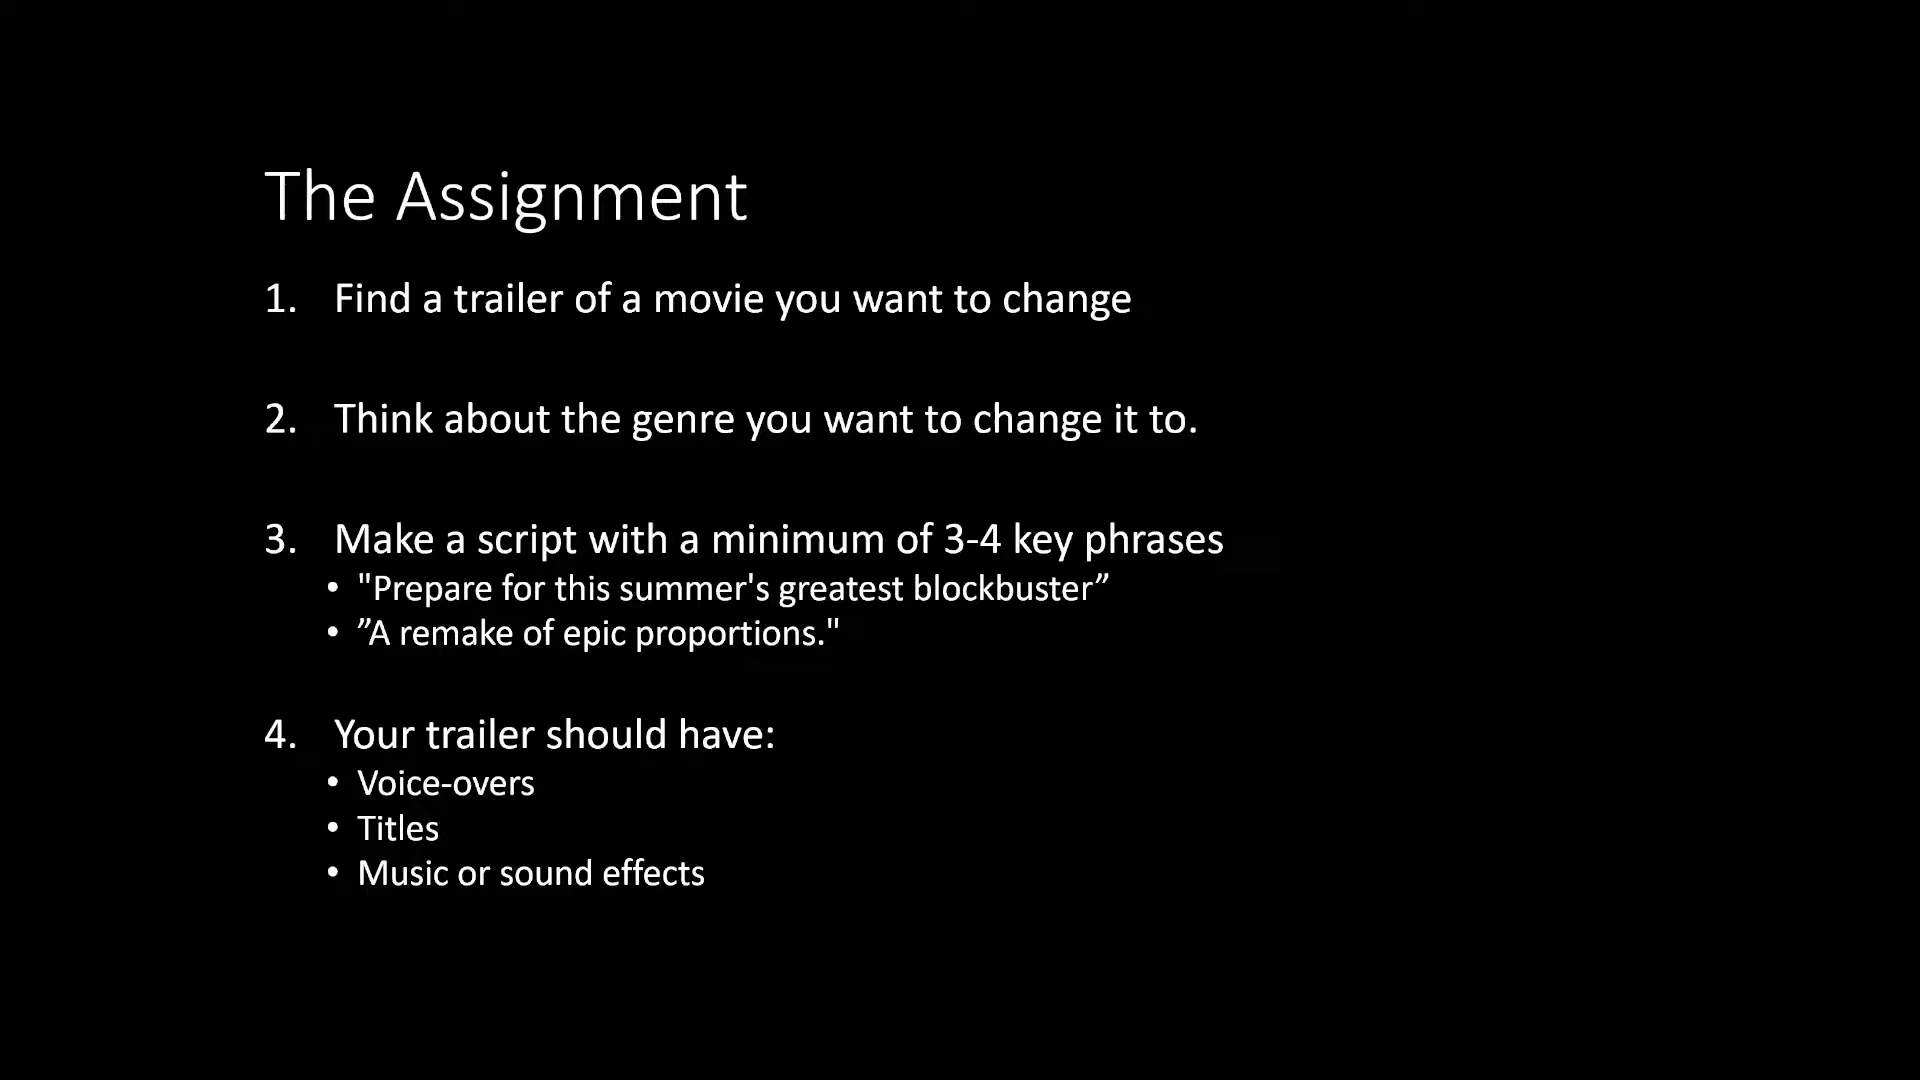 The Assignment
1. Find a trailer of a movie you want to change
2. Think about the genre you want to change it to.
3. Make a script with a minimum of 3-4 key phrases
• "Prepare for this summer's greatest blockbuster”
• ”A remake of epic proportions."
4. Your trailer should have:
• Voice-overs
• Titles
• Music or sound effects